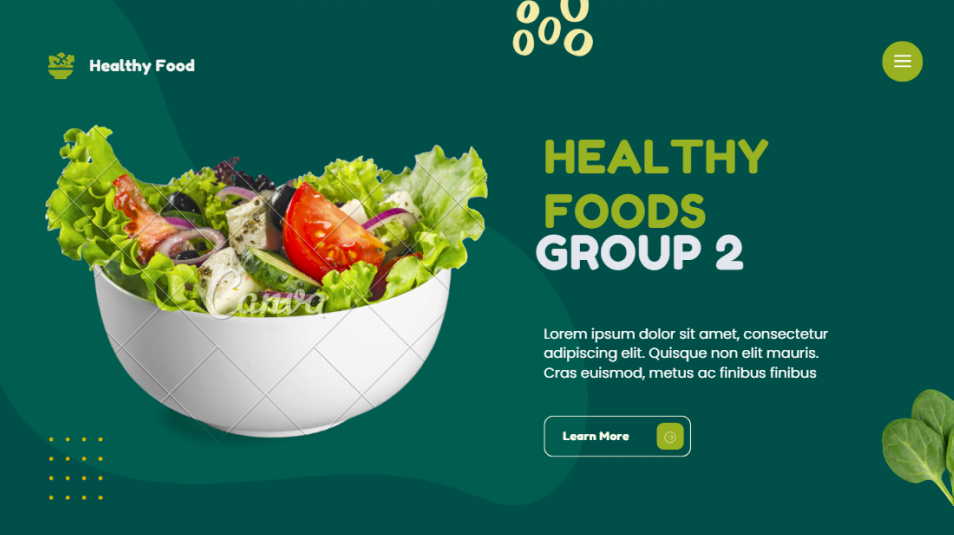 Healthy Food
HEALTHY
FOODS
GROUP 2
Canva
Lorem ipsum dolor sit amet, consectetur
adipiscing elit. Quisque non elit mauris.
Cras euismod, metus ac finibus finibus
Learn More